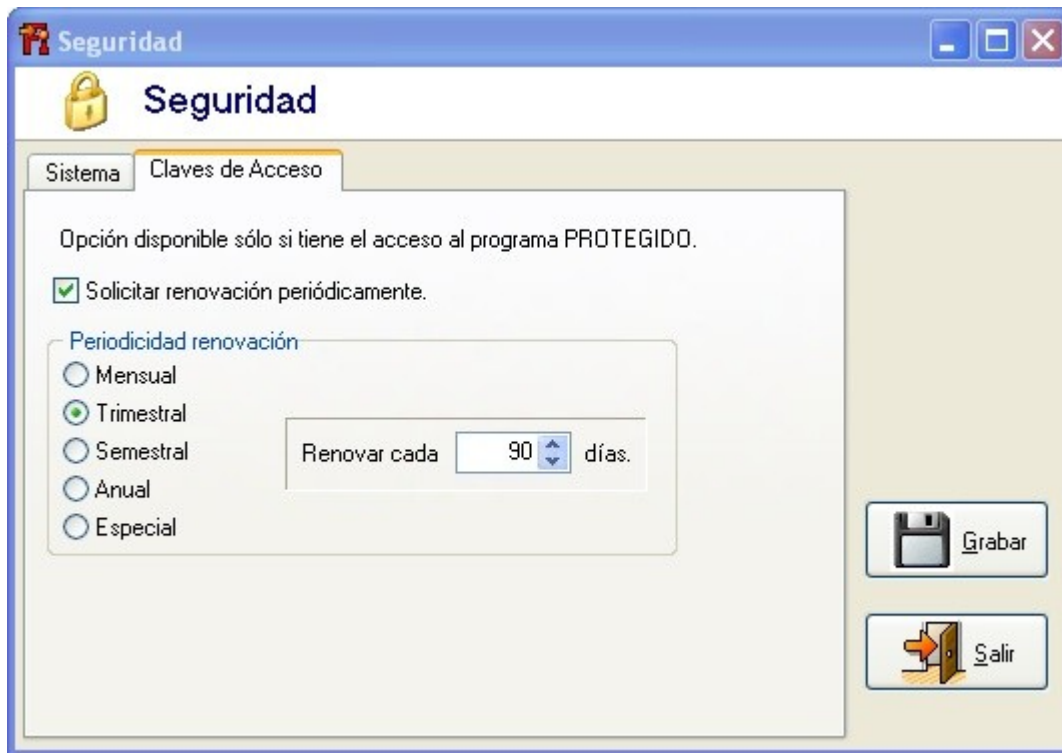 Seguridad
Seguridad
Sistema
Claves de Acceso
Opción disponible sólo si tiene el acceso al programa PROTEGIDO.
Solicitar renovación periódicamente.
Periodicidad renovación
Mensual
Trimestral
Semestral
Renovar cada 90 días.
Anual
Especial
Grabar
Salir